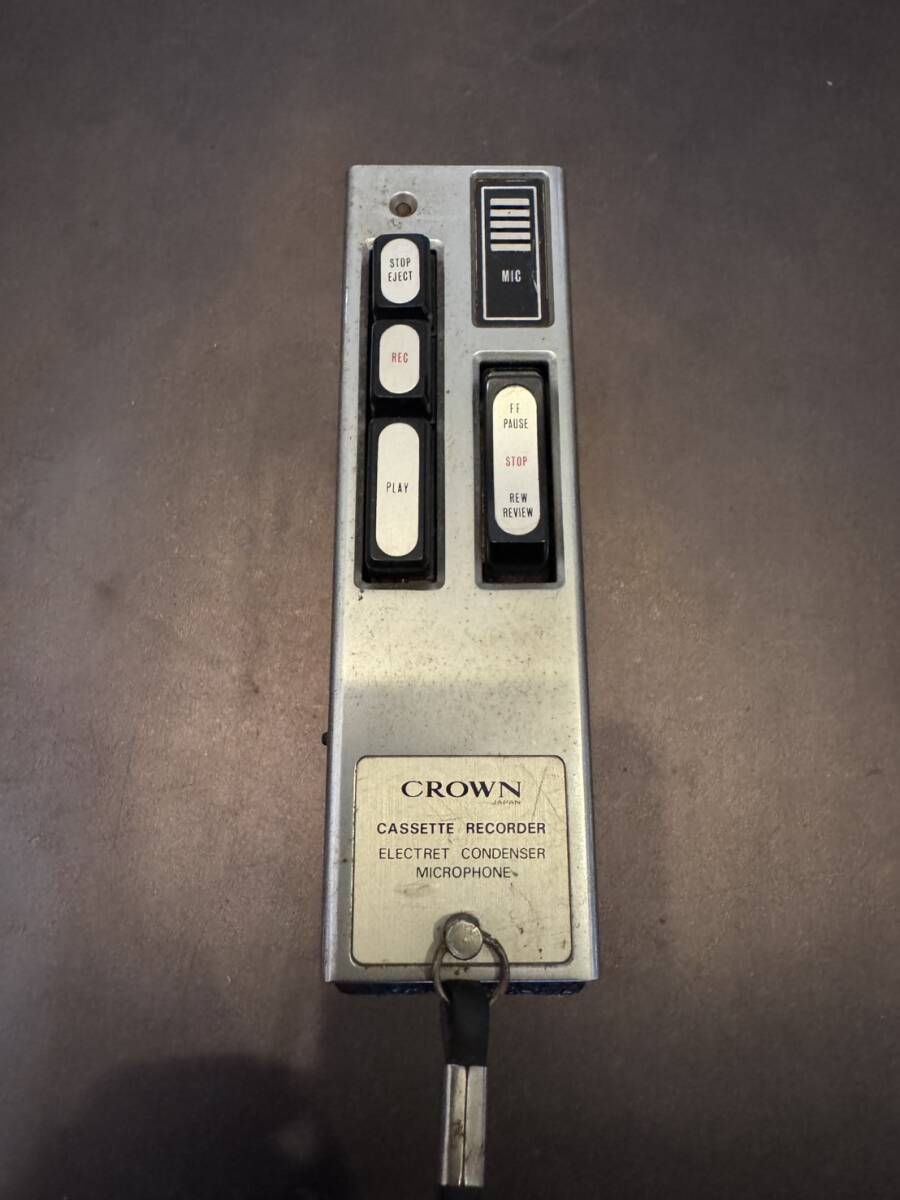 STOP
EJECT
REC
PLAY
MIC
FF
PAUSE
STOP
REW
REVIEW
CROWN
JAPAN
CASSETTE RECORDER
ELECTRET CONDENSER
MICROPHONE